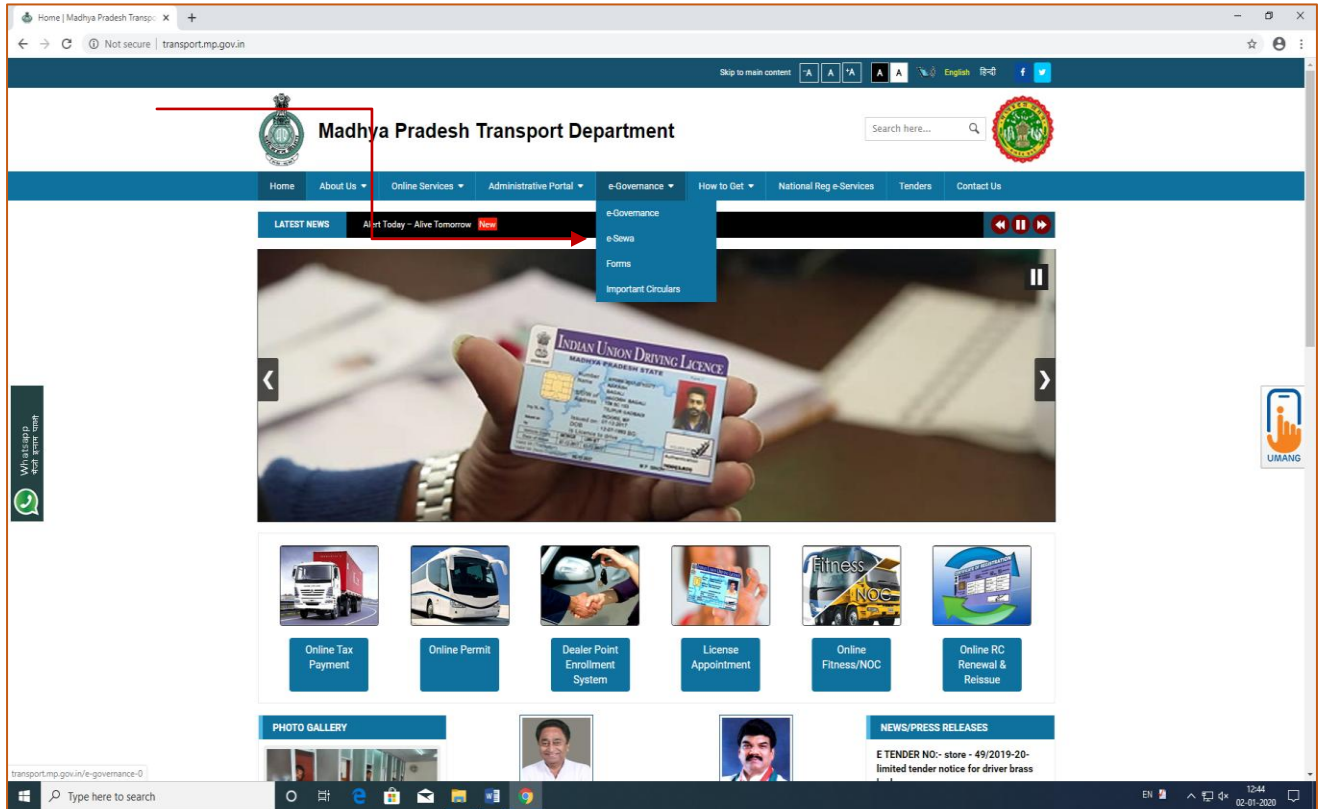 Home | Madhya Pradesh Transpo
Not secure | transport.mp.gov.in
Skip to main content -A A +A A A English हिन्दी
Madhya Pradesh Transport Department
Search here...
Home About Us Online Services Administrative Portal e-Governance How to Get National Reg e-Services Tenders Contact Us
e-Governance
e-Sewa
Forms
Important Circulars
LATEST NEWS Alert Today – Alive Tomorrow New
INDIAN UNION DRIVING LICENCE
MADHYA PRADESH STATE
Whatsapp
UMANG
Fitness
NOC
Online Tax
Payment
Online Permit
Dealer
Point
Enrollment
System
License
Appointment
Online
Fitness/NOC
Online RC
Renewal &
Reissue
PHOTO GALLERY
NEWS/PRESS RELEASES
E TENDER NO:- store - 49/2019-20-
limited tender notice for driver brass
transport.mp.gov.in/e-governance-0
Type here to search
EN
12:44
02-01-2020